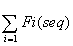 ∑ Fi(seq)
i=1